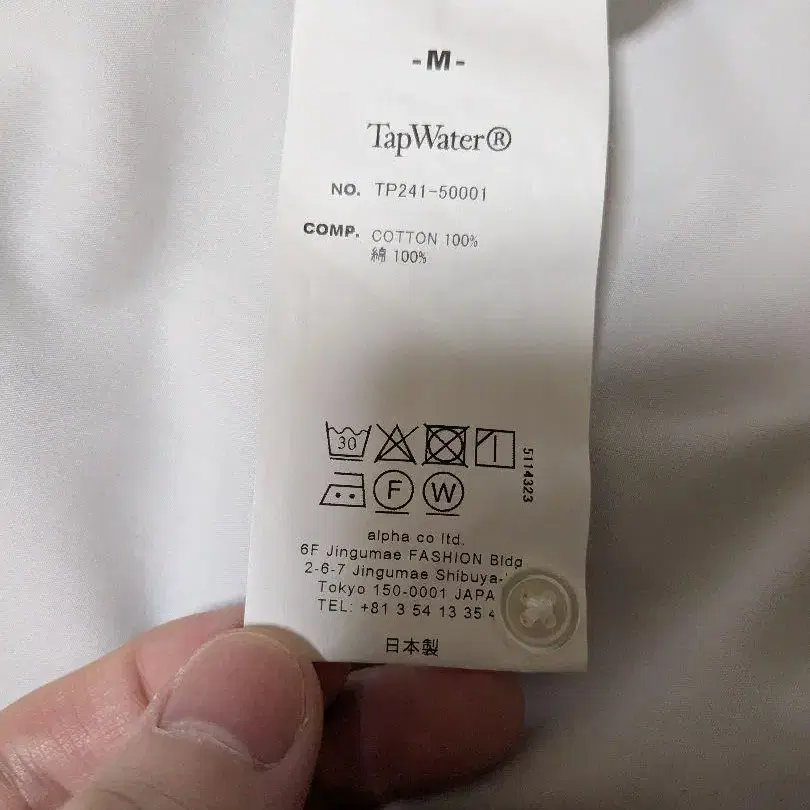 -M-
TapWater®
NO. TP241-50001
COMP. COTTON 100%
綿 100%
30
5114323
F W
alpha co ltd.
6F Jingumae FASHION Bldg
2-6-7 Jingumae Shibuya-
Tokyo 150-0001 JAPA
TEL: +81 3 54 13 35 4
日本製